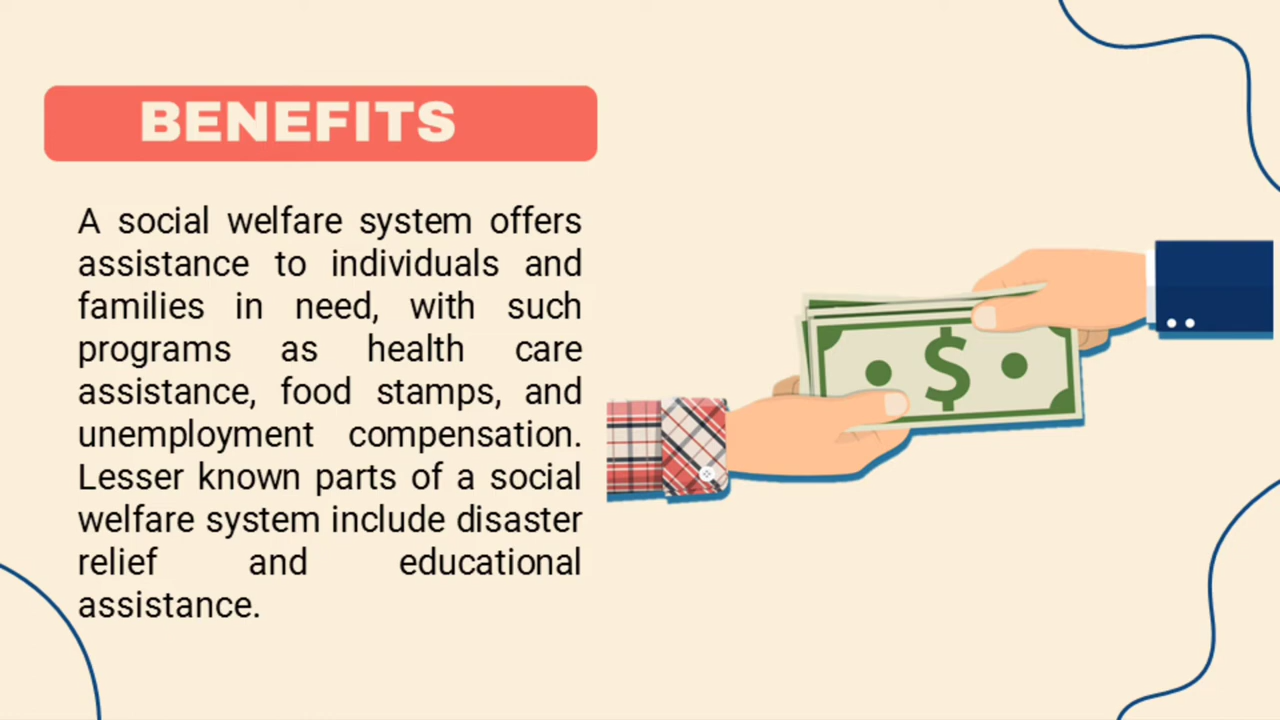 BENEFITS
A social welfare system offers
assistance to individuals and
families in need, with such
programs as health care
assistance, food stamps, and
unemployment compensation.
Lesser known parts of a social
welfare system include disaster
relief and educational
assistance.
$